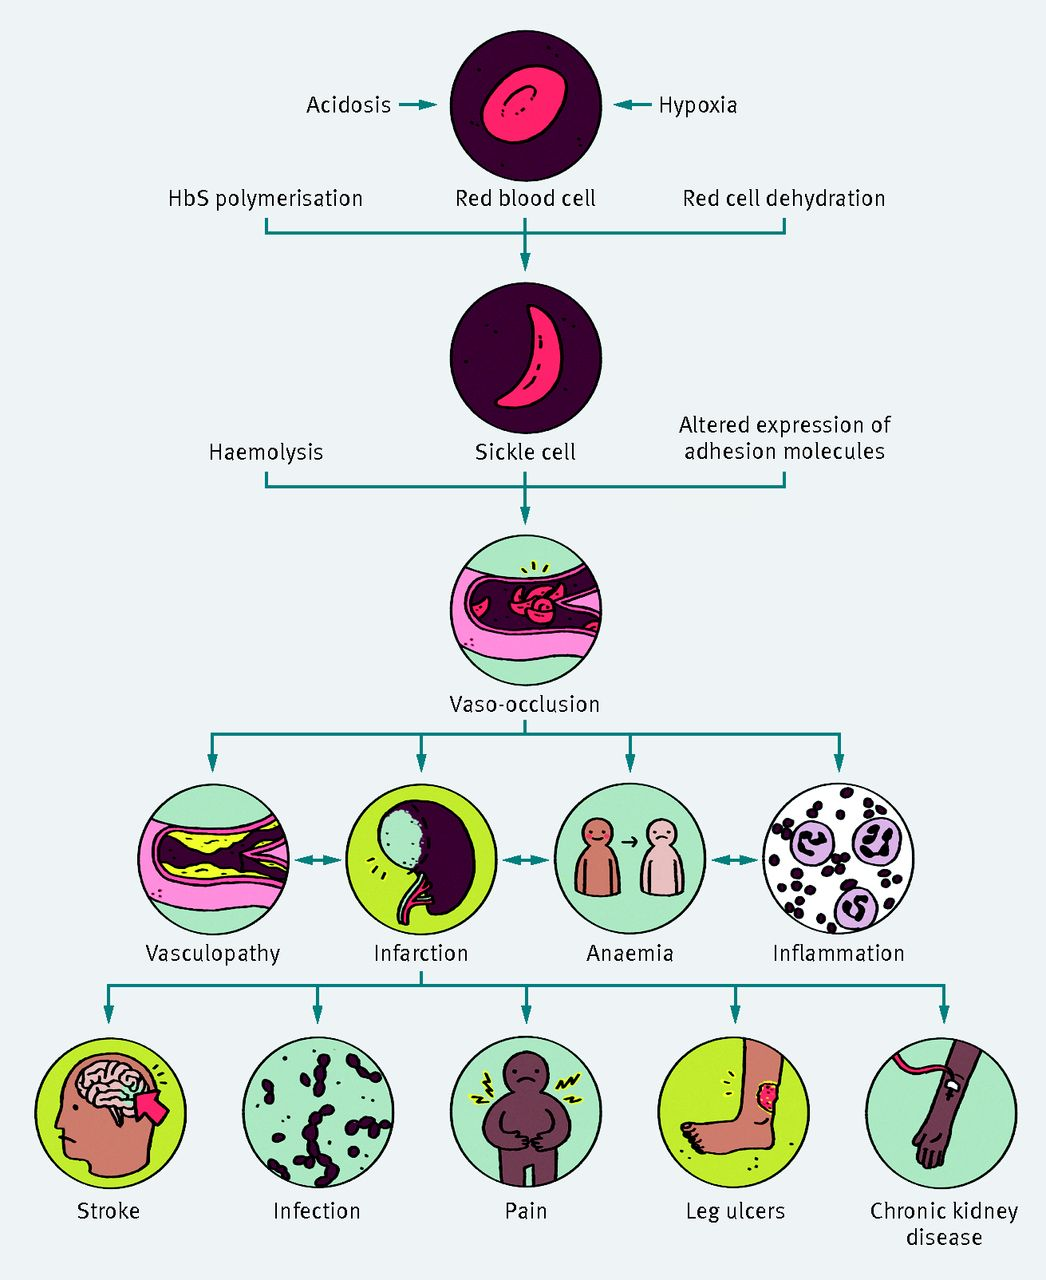 Acidosis
Hypoxia
HbS polymerisation
Red blood cell
Red cell dehydration
Haemolysis
Sickle cell
Altered expression of
adhesion molecules
Vaso-occlusion
Vasculopathy
Infarction
Anaemia
Inflammation
Stroke
Infection
Pain
Leg ulcers
Chronic kidney
disease